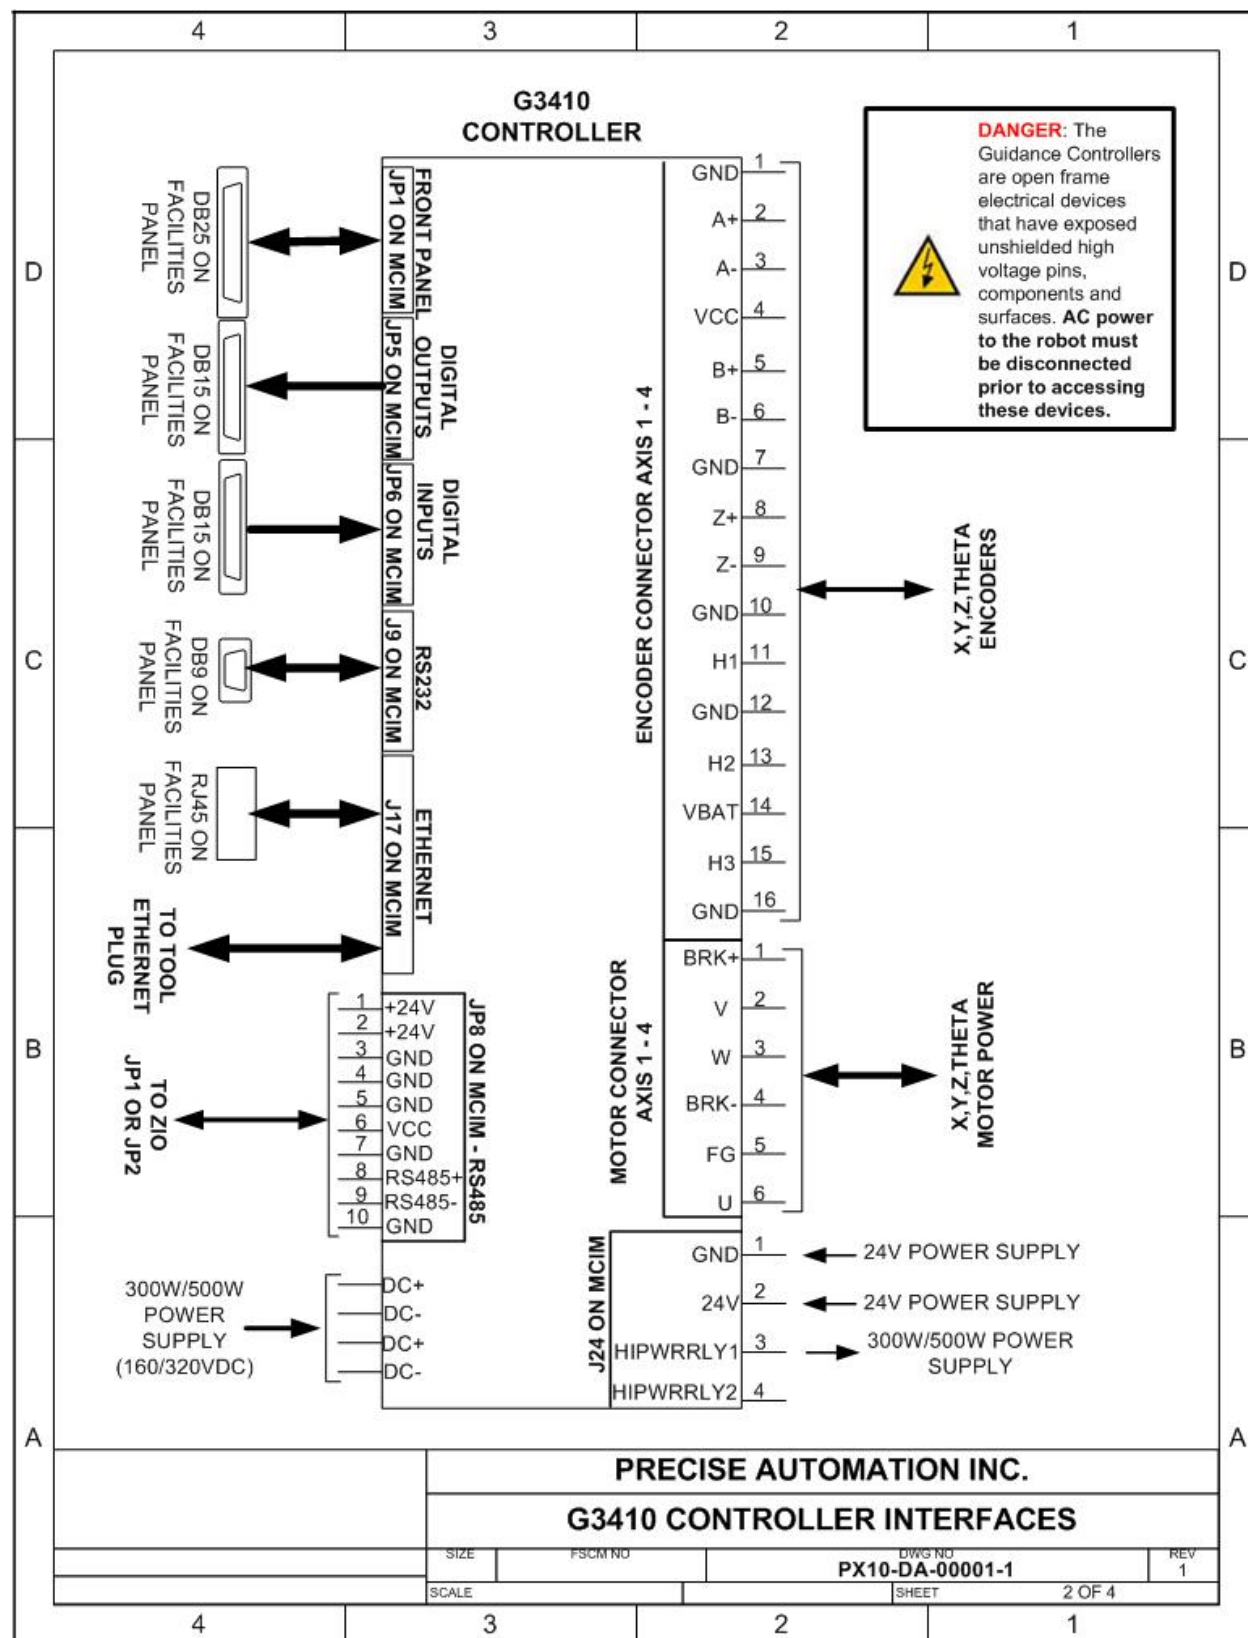 4 3 2 1
G3410
CONTROLLER
DANGER: The
Guidance Controllers
are open frame
electrical devices
that have exposed
unshielded high
voltage pins,
components and
surfaces. AC power
to the robot must
be disconnected
prior to accessing
these devices.
D
D
C
C
B
B
A
A
DB25 ON
FACILITIES
PANEL
FRONT PANEL
JP1 ON MCIM
DB15 ON
FACILITIES
PANEL
DIGITAL
OUTPUTS
JP5 ON MCIM
DB15 ON
FACILITIES
PANEL
DIGITAL
INPUTS
JP6 ON MCIM
DB9 ON
FACILITIES
PANEL
RS232
J9 ON MCIM
RJ45 ON
FACILITIES
PANEL
ETHERNET
J17 ON MCIM
TO TOOL
ETHERNET
PLUG
TO ZIO
JP1 OR JP2
JP8 ON MCIM - RS485
1 +24V
2 +24V
3 GND
4 GND
5 GND
6 VCC
7 GND
8 RS485+
9 RS485-
10 GND
300W/500W
POWER
SUPPLY
(160/320VDC)
DC+
DC-
DC+
DC-
ENCODER CONNECTOR AXIS 1 - 4
GND 1
A+ 2
A- 3
VCC 4
B+ 5
B- 6
GND 7
Z+ 8
Z- 9
GND 10
H1 11
GND 12
H2 13
VBAT 14
H3 15
GND 16
X,Y,Z,THETA
ENCODERS
MOTOR CONNECTOR
AXIS 1 - 4
BRK+ 1
V 2
W 3
BRK- 4
FG 5
U 6
X,Y,Z,THETA
MOTOR POWER
J24 ON MCIM
GND 1 24V POWER SUPPLY
24V 2 24V POWER SUPPLY
HIPWRRLY1 3 300W/500W POWER
SUPPLY
HIPWRRLY2 4
PRECISE AUTOMATION INC.
G3410 CONTROLLER INTERFACES
SIZE FSCM NO DWG NO REV
PX10-DA-00001-1 1
SCALE SHEET 2 OF 4
4 3 2 1